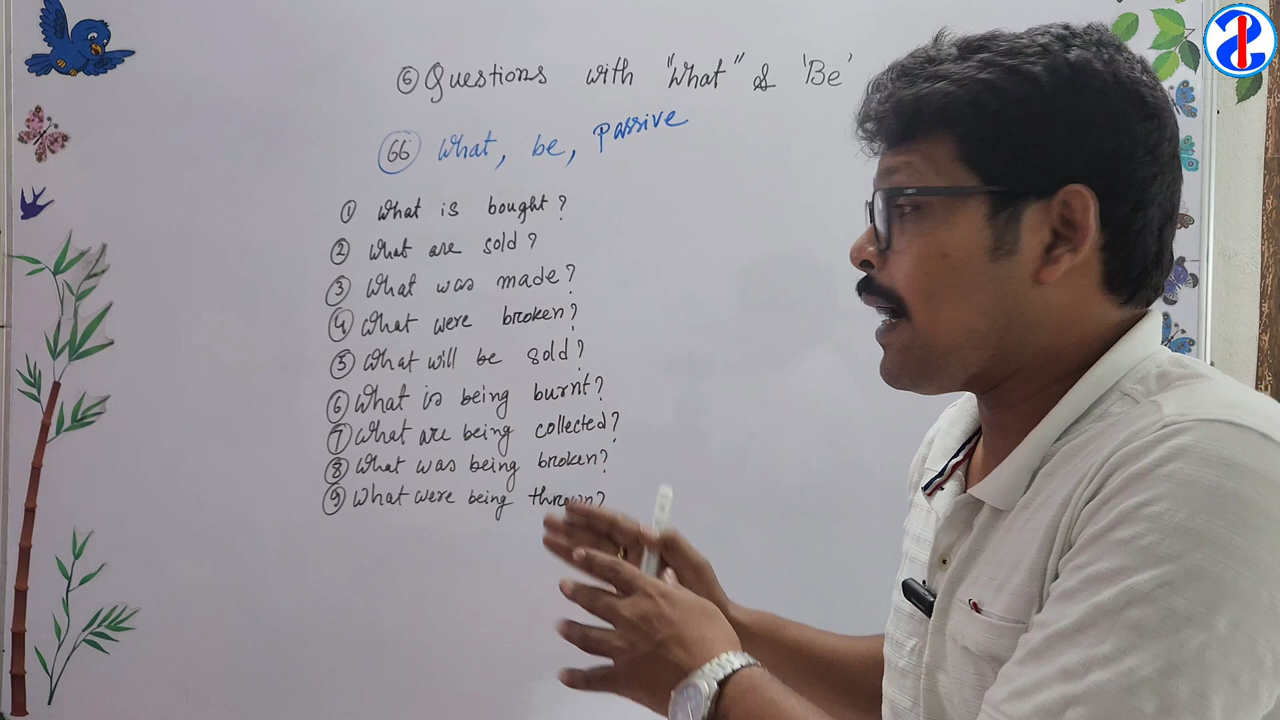 ⑥ Questions with "What" & 'Be'
66 What, be, passive
① What is bought?
② What are sold?
③ What was made?
④ What were broken?
⑤ What will be sold?
⑥ What is being burnt?
⑦ What are being collected?
⑧ What was being broken?
⑨ What were being thrown?